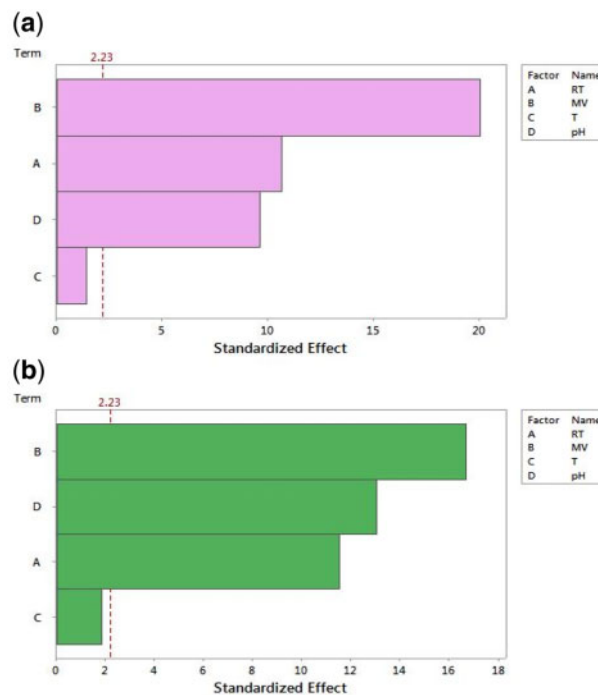 (a)
Term
2.23
B
A
D
C
0 5 10 15 20
Standardized Effect
Factor Name
A RT
B MV
C T
D pH
(b)
Term
2.23
B
D
A
C
0 2 4 6 8 10 12 14 16 18
Standardized Effect
Factor Name
A RT
B MV
C T
D pH